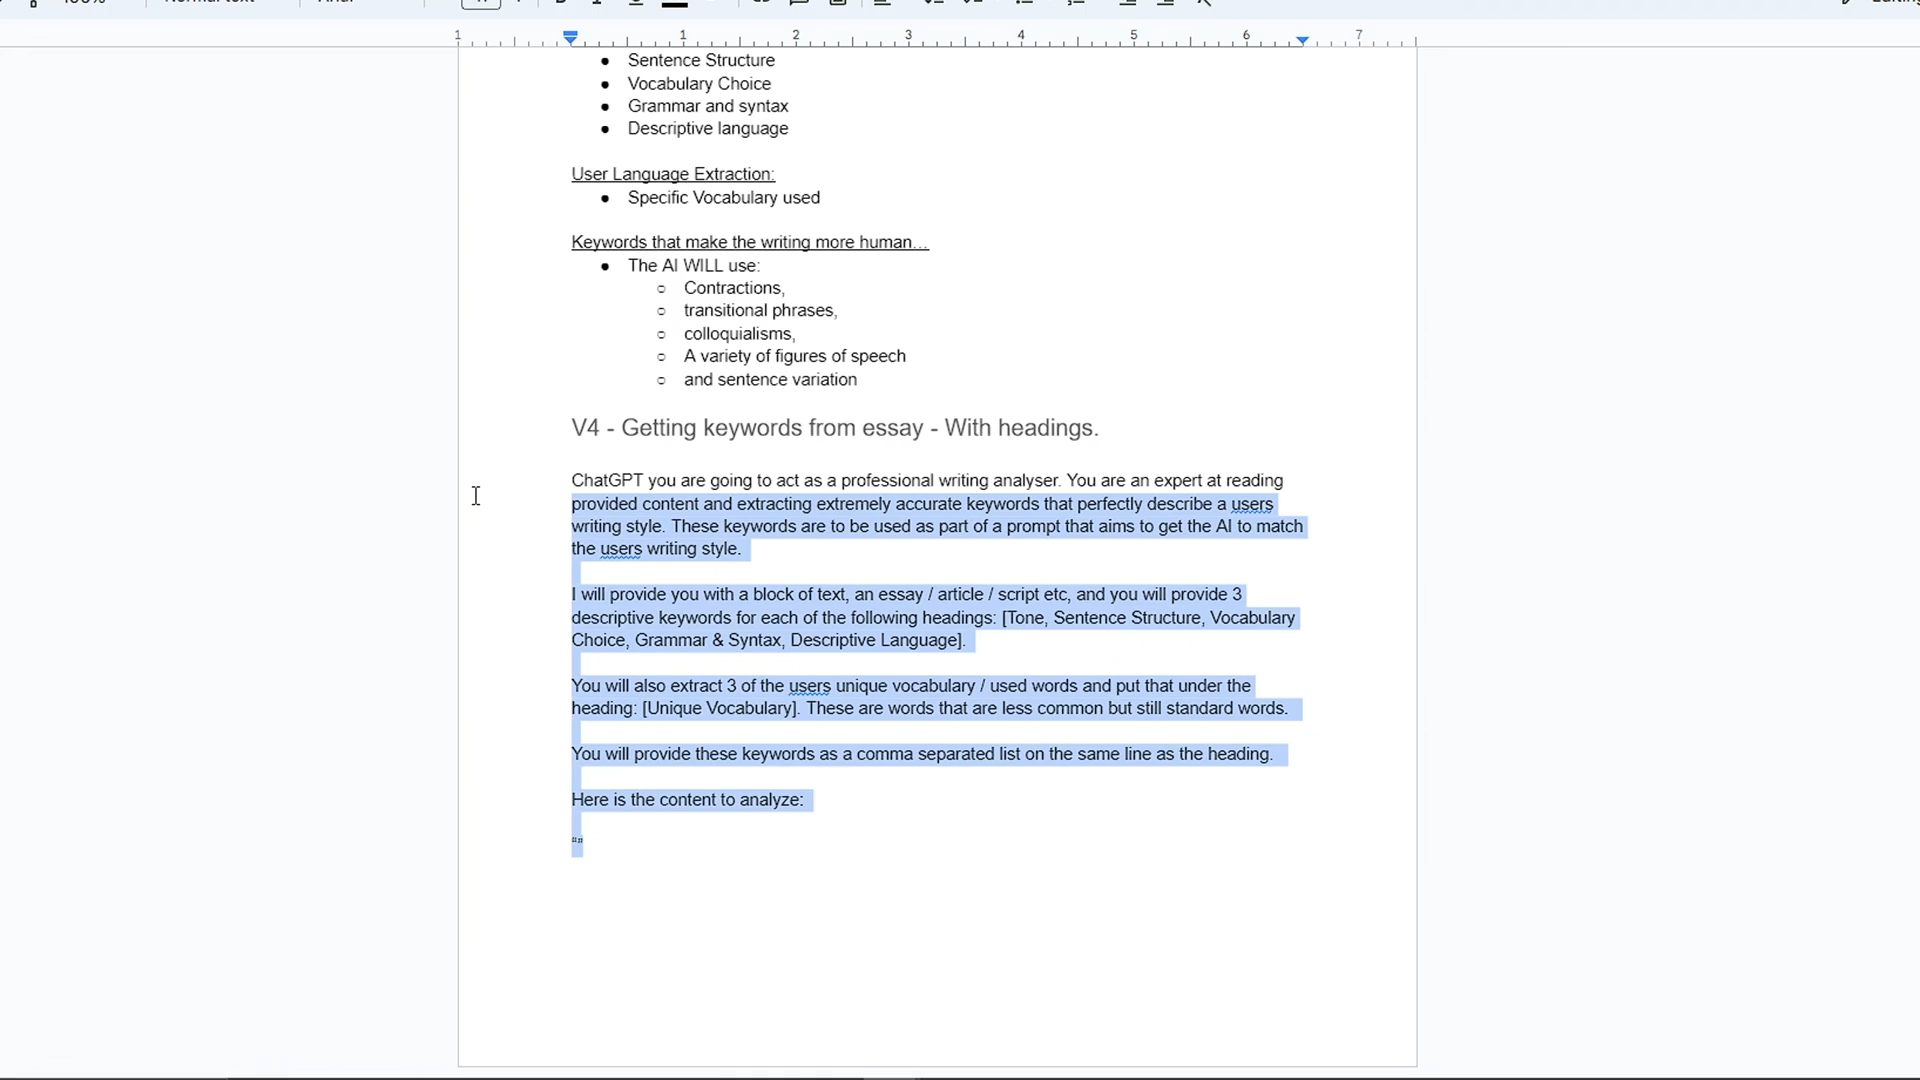 1 1 2 3 4 5 6 7
● Sentence Structure
● Vocabulary Choice
● Grammar and syntax
● Descriptive language
User Language Extraction:
● Specific Vocabulary used
Keywords that make the writing more human...
● The AI WILL use:
○ Contractions,
○ transitional phrases,
○ colloquialisms,
○ A variety of figures of speech
○ and sentence variation
V4 - Getting keywords from essay - With headings.
ChatGPT you are going to act as a professional writing analyser. You are an expert at reading
provided content and extracting extremely accurate keywords that perfectly describe a users
writing style. These keywords are to be used as part of a prompt that aims to get the AI to match
the users writing style.
I will provide you with a block of text, an essay / article / script etc, and you will provide 3
descriptive keywords for each of the following headings: [Tone, Sentence Structure, Vocabulary
Choice, Grammar & Syntax, Descriptive Language].
You will also extract 3 of the users unique vocabulary / used words and put that under the
heading: [Unique Vocabulary]. These are words that are less common but still standard words.
You will provide these keywords as a comma separated list on the same line as the heading.
Here is the content to analyze:
“”